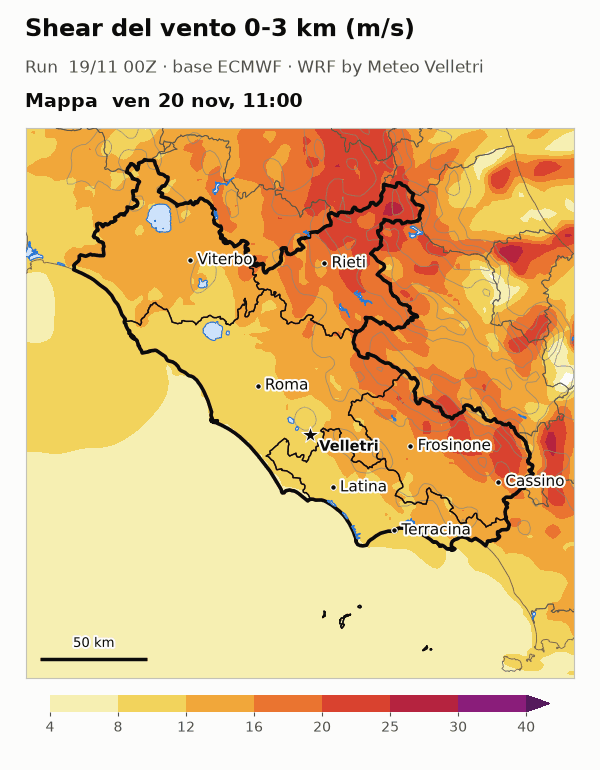 Shear del vento 0-3 km (m/s)
Run  19/11 00Z · base ECMWF · WRF by Meteo Velletri
Mappa  ven 20 nov, 11:00
Viterbo
Rieti
Roma
Velletri
Frosinone
Cassino
Latina
Terracina
50 km
4 8 12 16 20 25 30 40